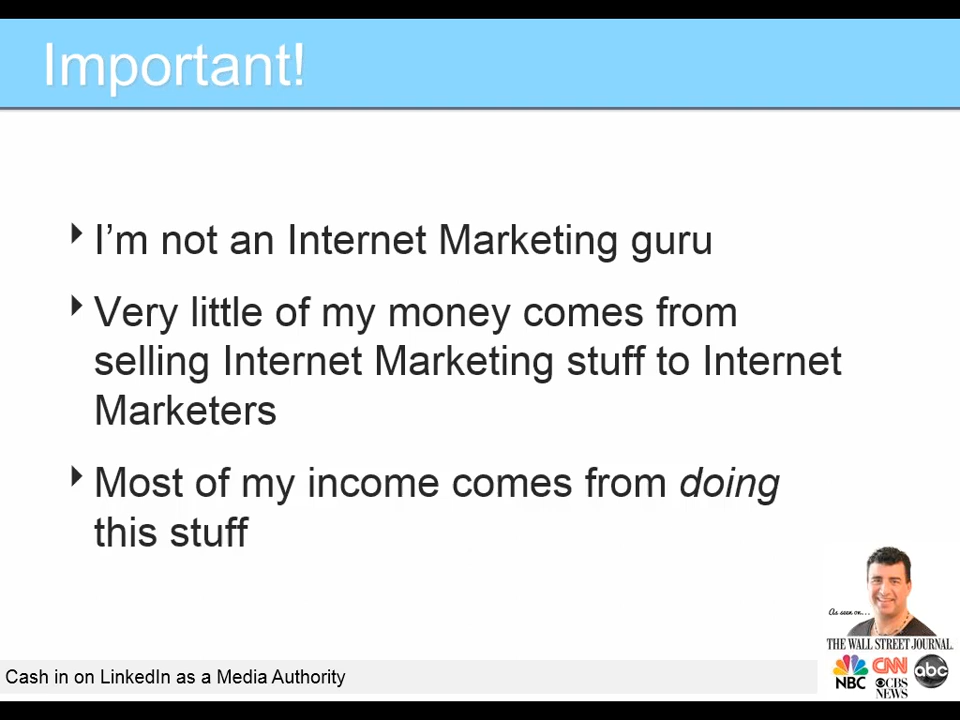 Important!
I’m not an Internet Marketing guru
Very little of my money comes from
selling Internet Marketing stuff to Internet
Marketers
Most of my income comes from doing
this stuff
As seen on...
THE WALL STREET JOURNAL.
NBC CNN abc
CBS
NEWS
Cash in on LinkedIn as a Media Authority